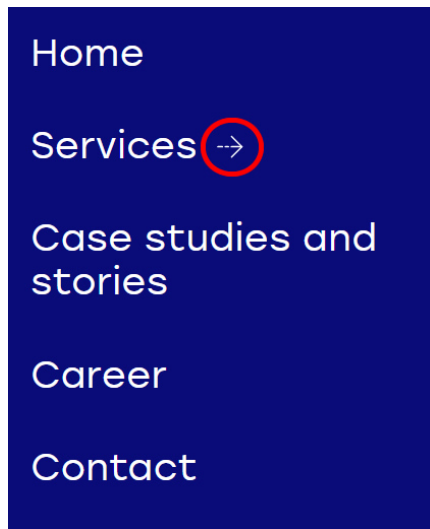 Home
Services
Case studies and
stories
Career
Contact